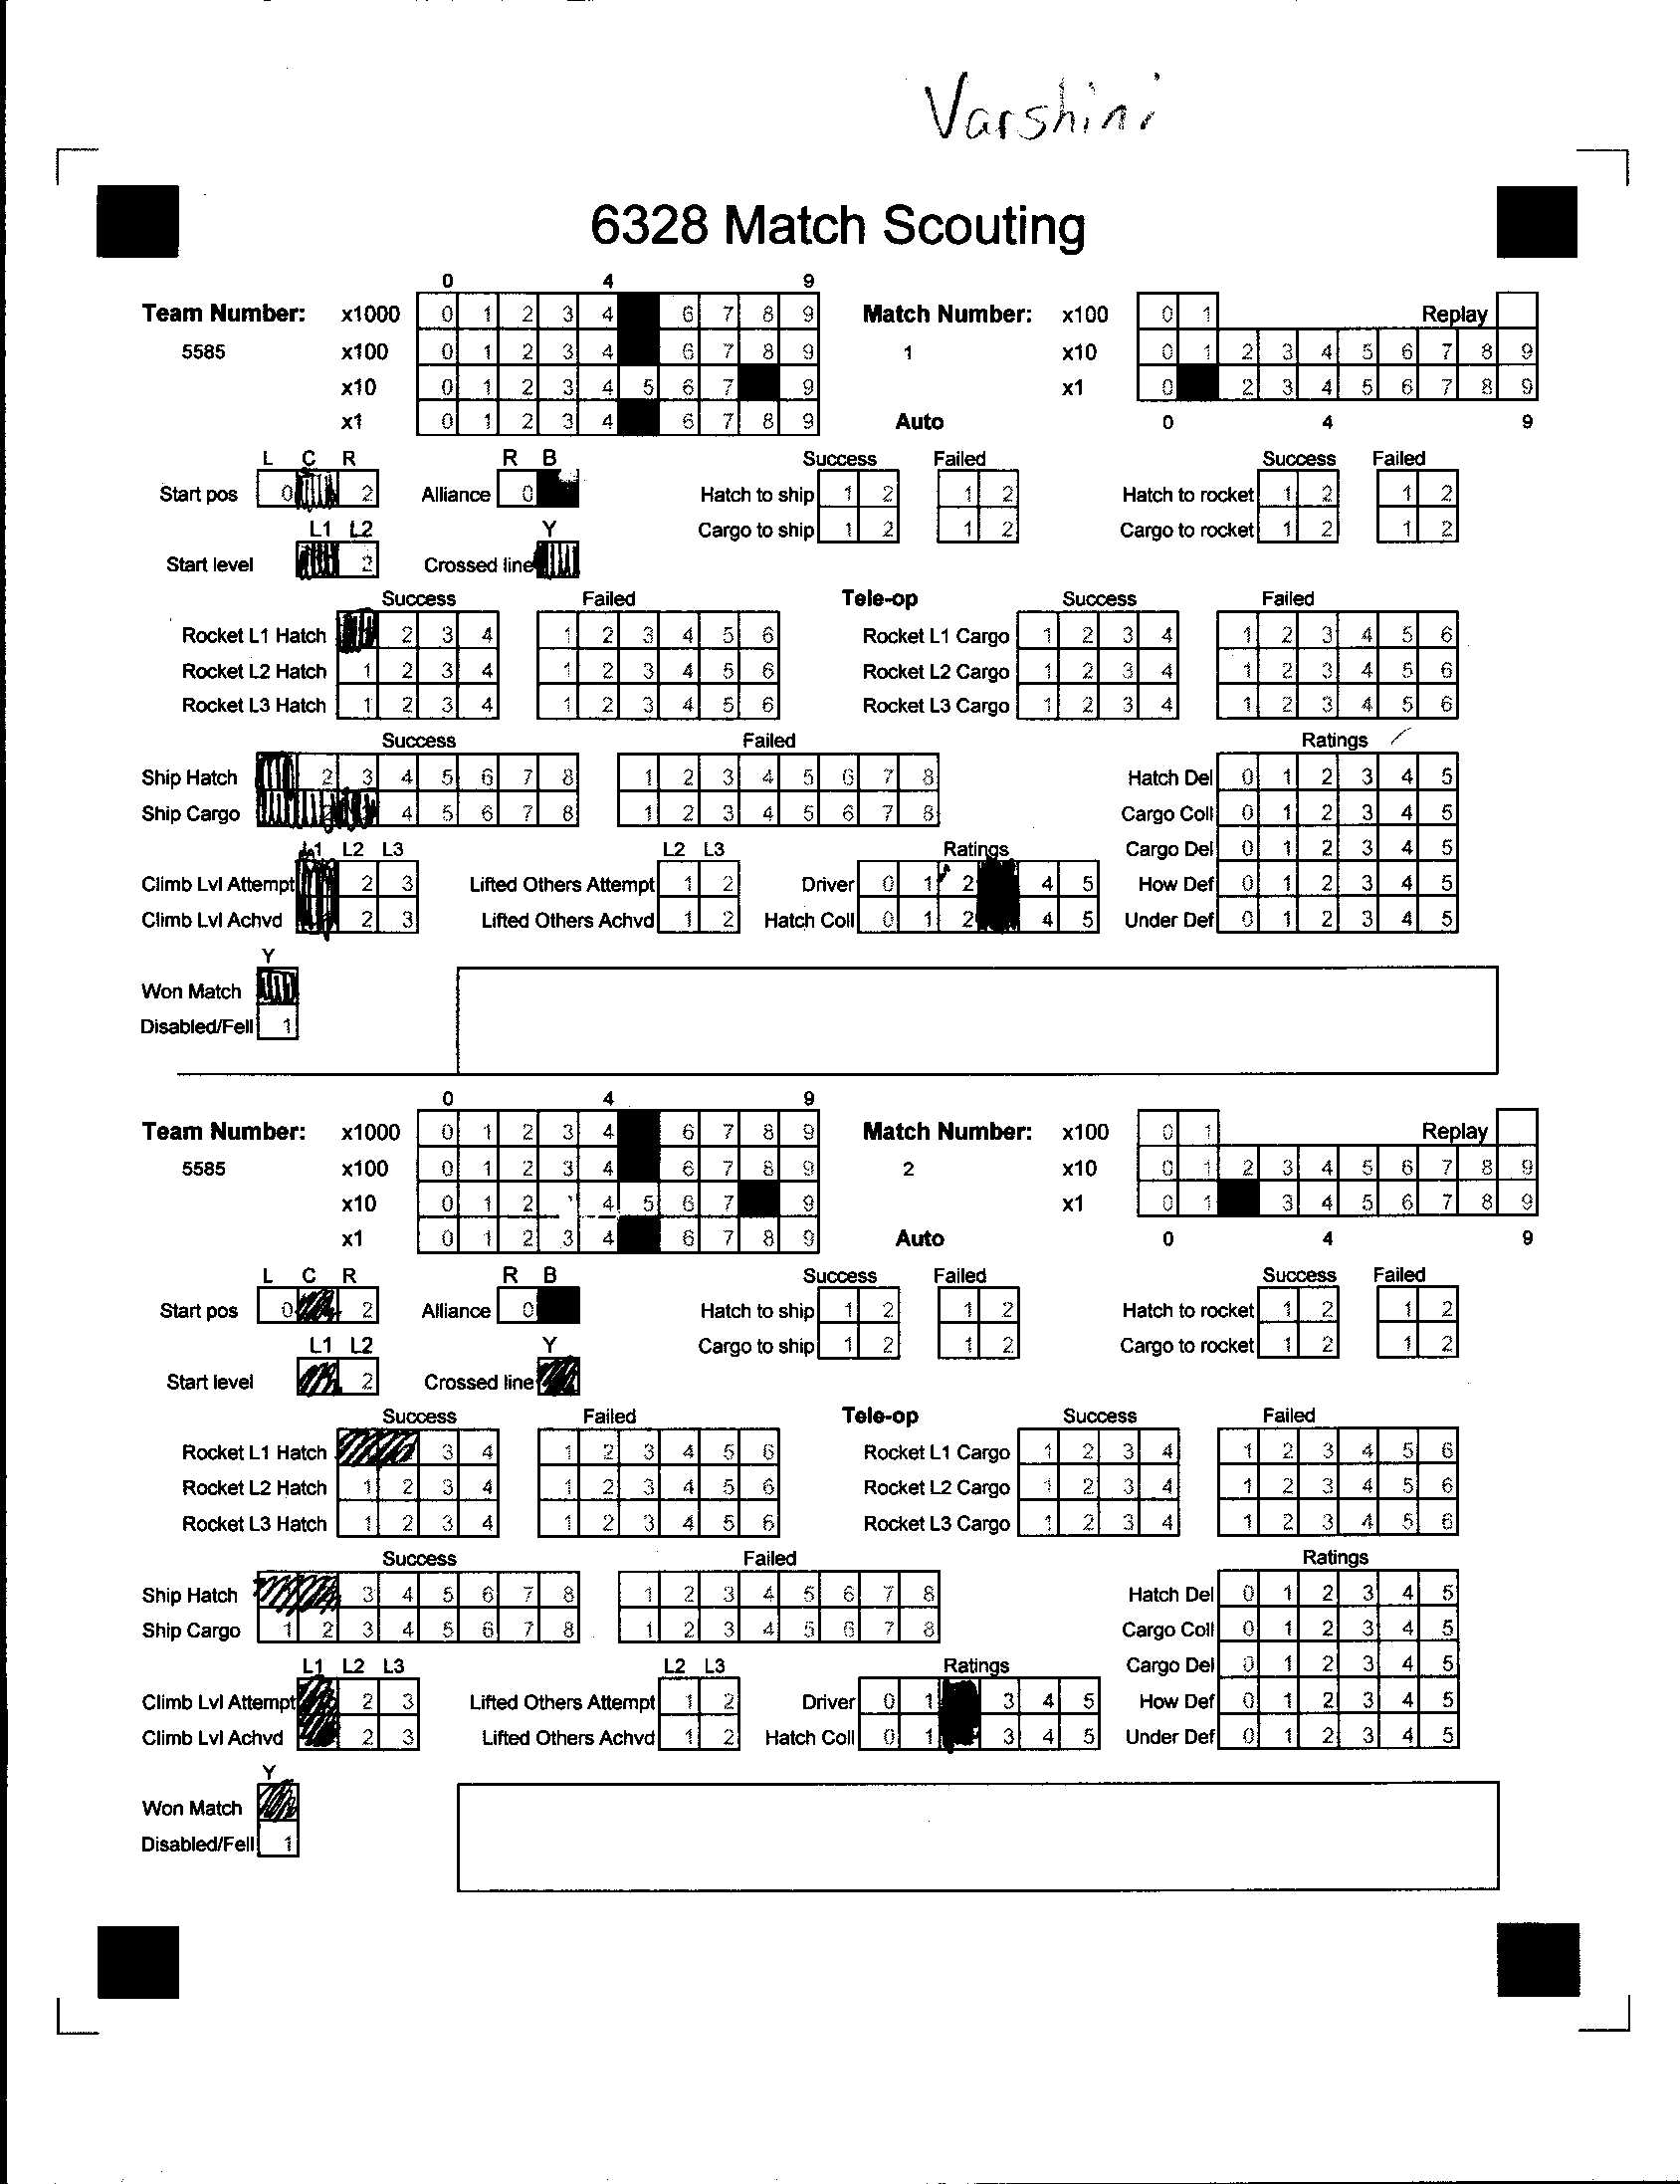 Varshini
6328 Match Scouting
0 4 9
Team Number: x1000 0 1 2 3 4 6 7 8 9 Match Number: x100 0 1 Replay
5585 x100 0 1 2 3 4 6 7 8 9 1 x10 0 1 2 3 4 5 6 7 8 9
x10 0 1 2 3 4 5 6 7 9 x1 0 2 3 4 5 6 7 8 9
x1 0 1 2 3 4 6 7 8 9 Auto 0 4 9
L C R R B Success Failed Success Failed
Start pos 0 2 Alliance 0 Hatch to ship 1 2 1 2 Hatch to rocket 1 2 1 2
L1 L2 Y Cargo to ship 1 2 1 2 Cargo to rocket 1 2 1 2
Start level 2 Crossed line
Success Failed Tele-op Success Failed
Rocket L1 Hatch 2 3 4 1 2 3 4 5 6 Rocket L1 Cargo 1 2 3 4 1 2 3 4 5 6
Rocket L2 Hatch 1 2 3 4 1 2 3 4 5 6 Rocket L2 Cargo 1 2 3 4 1 2 3 4 5 6
Rocket L3 Hatch 1 2 3 4 1 2 3 4 5 6 Rocket L3 Cargo 1 2 3 4 1 2 3 4 5 6
Success Failed Ratings
Ship Hatch 2 3 4 5 6 7 8 1 2 3 4 5 6 7 8 Hatch Del 0 1 2 3 4 5
Ship Cargo 4 5 6 7 8 1 2 3 4 5 6 7 8 Cargo Coll 0 1 2 3 4 5
L1 L2 L3 L2 L3 Ratings Cargo Del 0 1 2 3 4 5
Climb Lvl Attempt 2 3 Lifted Others Attempt 1 2 Driver 0 1 2 4 5 How Def 0 1 2 3 4 5
Climb Lvl Achvd 2 3 Lifted Others Achvd 1 2 Hatch Coll 0 1 2 4 5 Under Def 0 1 2 3 4 5
Y
Won Match
Disabled/Fell 1
0 4 9
Team Number: x1000 0 1 2 3 4 6 7 8 9 Match Number: x100 0 1 Replay
5585 x100 0 1 2 3 4 6 7 8 9 2 x10 0 1 2 3 4 5 6 7 8 9
x10 0 1 2 4 5 6 7 9 x1 0 1 3 4 5 6 7 8 9
x1 0 1 2 3 4 6 7 8 9 Auto 0 4 9
L C R R B Success Failed Success Failed
Start pos 0 2 Alliance 0 Hatch to ship 1 2 1 2 Hatch to rocket 1 2 1 2
L1 L2 Y Cargo to ship 1 2 1 2 Cargo to rocket 1 2 1 2
Start level 2 Crossed line
Success Failed Tele-op Success Failed
Rocket L1 Hatch 3 4 1 2 3 4 5 6 Rocket L1 Cargo 1 2 3 4 1 2 3 4 5 6
Rocket L2 Hatch 1 2 3 4 1 2 3 4 5 6 Rocket L2 Cargo 1 2 3 4 1 2 3 4 5 6
Rocket L3 Hatch 1 2 3 4 1 2 3 4 5 6 Rocket L3 Cargo 1 2 3 4 1 2 3 4 5 6
Success Failed Ratings
Ship Hatch 3 4 5 6 7 8 1 2 3 4 5 6 7 8 Hatch Del 0 1 2 3 4 5
Ship Cargo 1 2 3 4 5 6 7 8 1 2 3 4 5 6 7 8 Cargo Coll 0 1 2 3 4 5
L1 L2 L3 L2 L3 Ratings Cargo Del 0 1 2 3 4 5
Climb Lvl Attempt 2 3 Lifted Others Attempt 1 2 Driver 0 1 3 4 5 How Def 0 1 2 3 4 5
Climb Lvl Achvd 2 3 Lifted Others Achvd 1 2 Hatch Coll 0 1 3 4 5 Under Def 0 1 2 3 4 5
Y
Won Match
Disabled/Fell 1